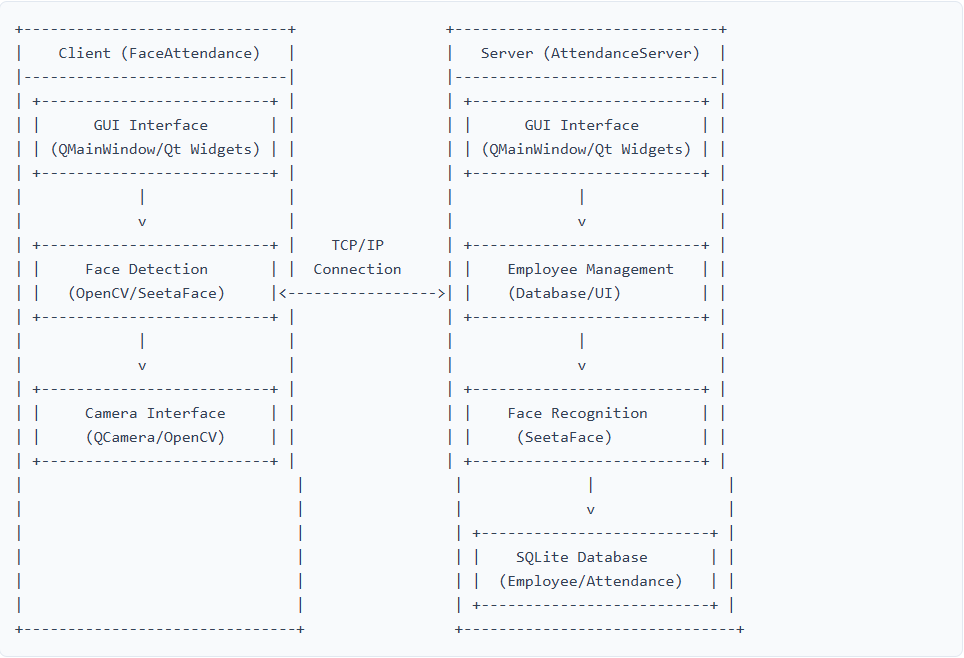 Client (FaceAttendance)
GUI Interface
(QMainWindow/Qt Widgets)
Face Detection
(OpenCV/SeetaFace)
Camera Interface
(QCamera/OpenCV)
TCP/IP
Connection
Server (AttendanceServer)
GUI Interface
(QMainWindow/Qt Widgets)
Employee Management
(Database/UI)
Face Recognition
(SeetaFace)
SQLite Database
(Employee/Attendance)